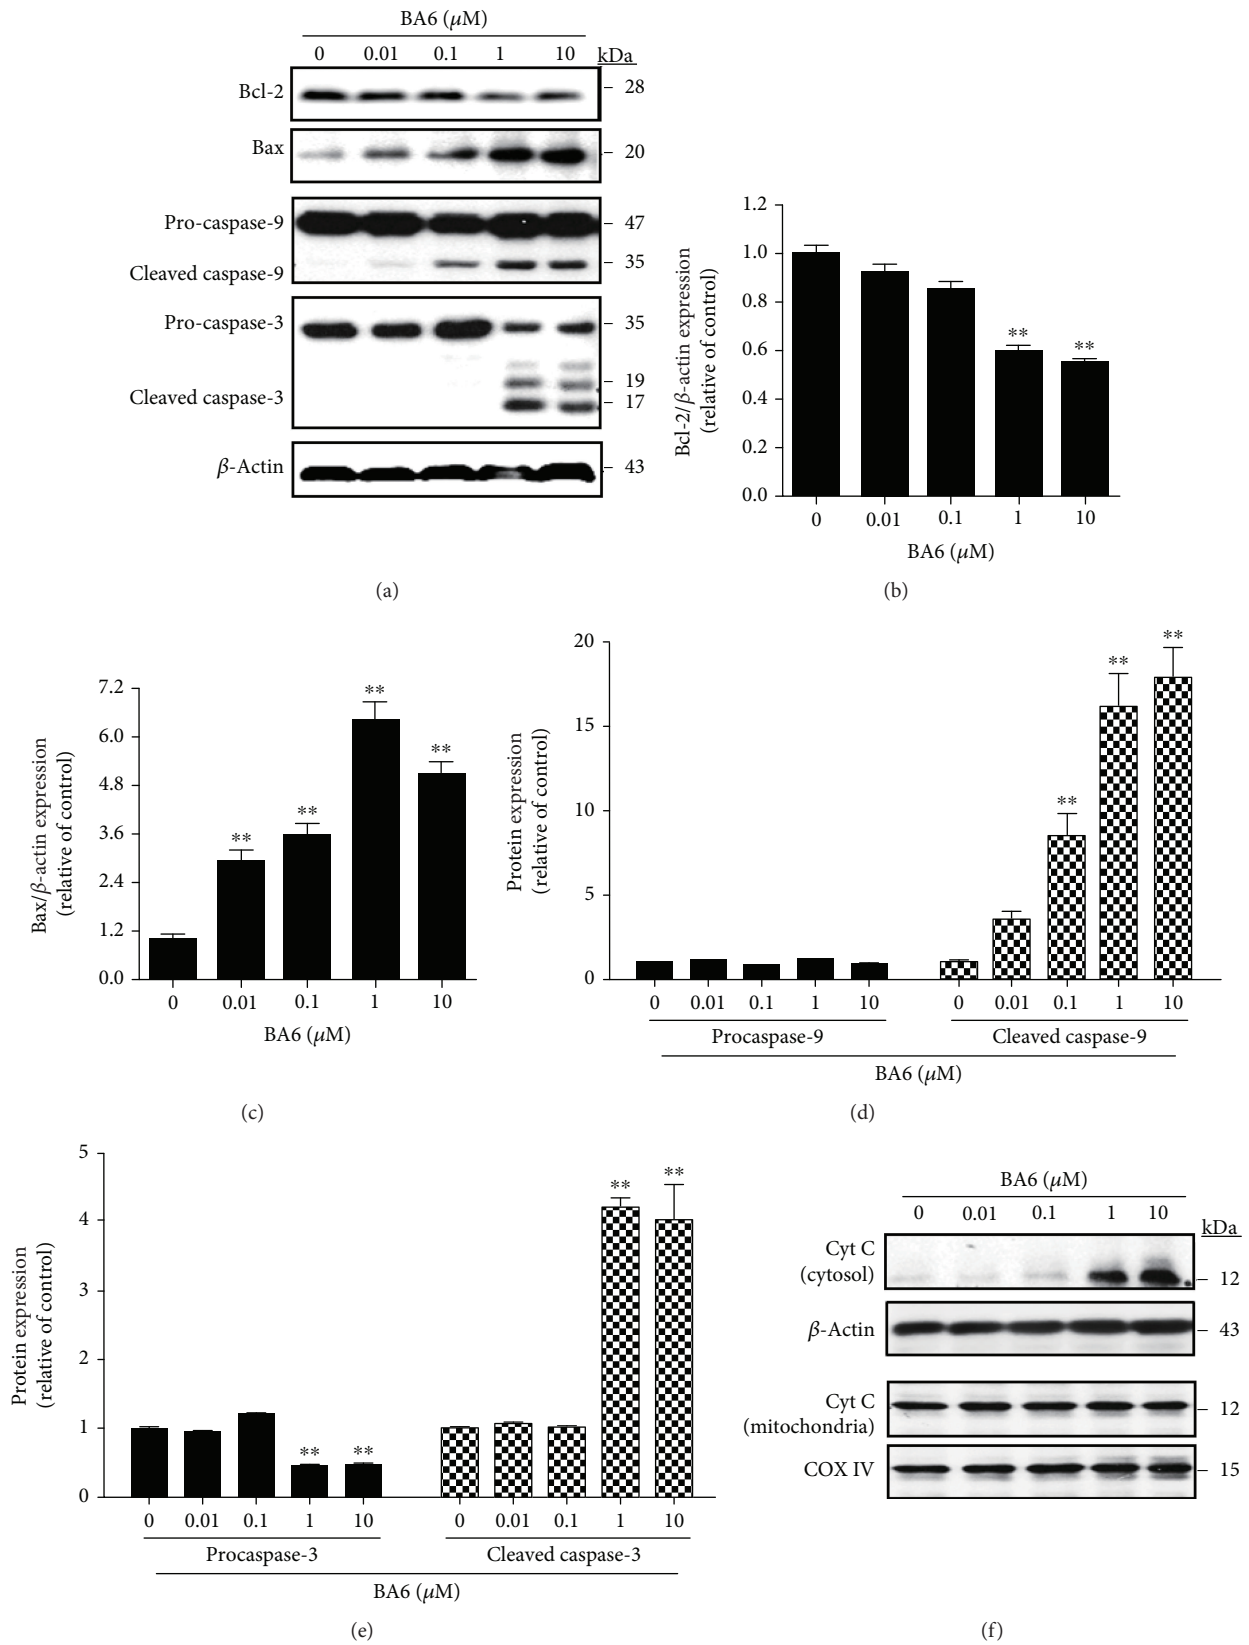 BA6 (μM)
0 0.01 0.1 1 10 kDa
Bcl-2 28
Bax 20
Pro-caspase-9 47
Cleaved caspase-9 35
Pro-caspase-3 35
19
Cleaved caspase-3 17
β-Actin 43
(a)
Bcl-2/β-actin expression
(relative of control)
1.2
1.0
0.8
0.6
0.4
0.2
0.0
** **
0 0.01 0.1 1 10
BA6 (μM)
(b)
Bax/β-actin expression
(relative of control)
7.2
6.0
4.8
3.6
2.4
1.2
0.0
** ** ** **
0 0.01 0.1 1 10
BA6 (μM)
(c)
Protein expression
(relative of control)
20
15
10
5
0
** ** **
0 0.01 0.1 1 10 0 0.01 0.1 1 10
Procaspase-9 Cleaved caspase-9
BA6 (μM)
(d)
Protein expression
(relative of control)
5
4
3
2
1
0
** ** ** **
0 0.01 0.1 1 10 0 0.01 0.1 1 10
Procaspase-3 Cleaved caspase-3
BA6 (μM)
(e)
BA6 (μM)
0 0.01 0.1 1 10 kDa
Cyt C
(cytosol) 12
β-Actin 43
Cyt C
(mitochondria) 12
COX IV 15
(f)